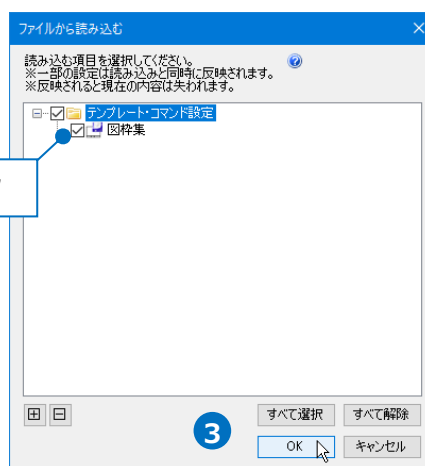 ファイルから読み込む
読み込む項目を選択してください。
※一部の設定は読み込みと同時に反映されます。
※反映されると現在の内容は失われます。
テンプレート・コマンド設定
図枠集
3
すべて選択 すべて解除
OK キャンセル